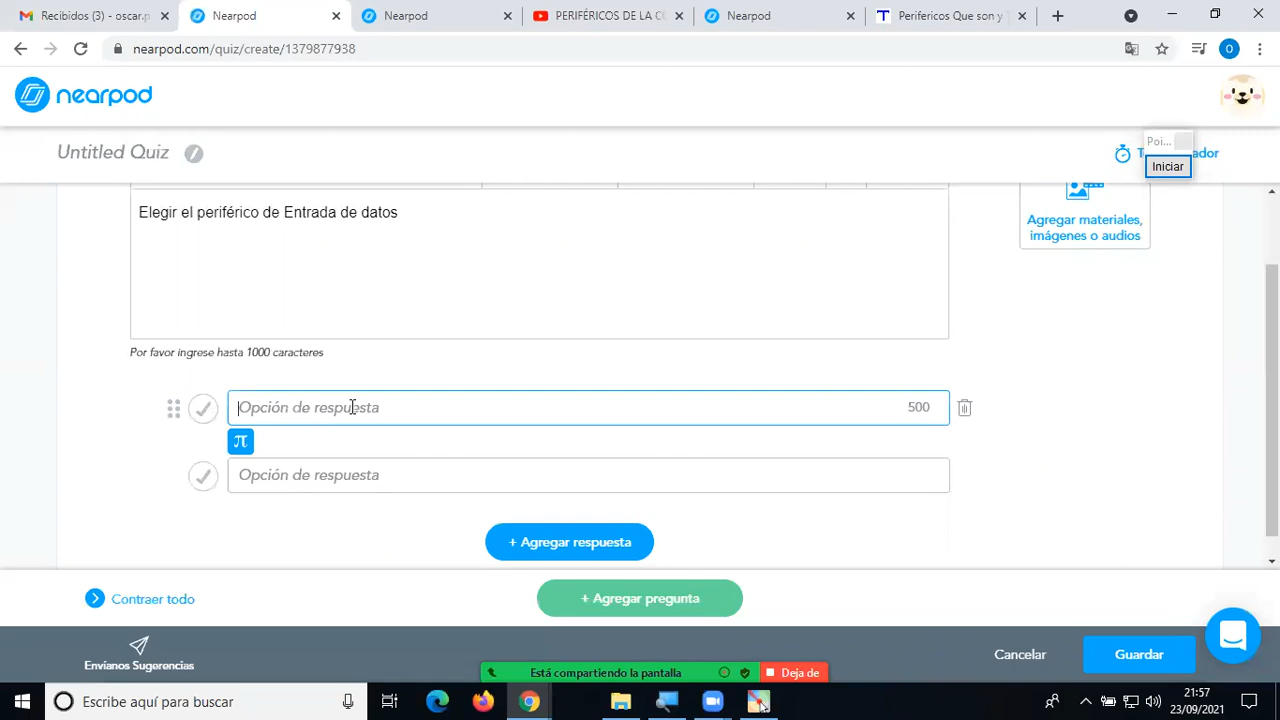 Recibidos (3) - oscar.p
Nearpod
Nearpod
PERIFÉRICOS DE LA C
Nearpod
Perifericos Que son y
nearpod.com/quiz/create/1379877938
O
nearpod
Untitled Quiz
Poi...
T
ador
Iniciar
Elegir el periférico de Entrada de datos
Agregar materiales,
imágenes o audios
Por favor ingrese hasta 1000 caracteres
Opción de respuesta
500
π
Opción de respuesta
+ Agregar respuesta
Contraer todo
+ Agregar pregunta
Envíanos Sugerencias
Cancelar
Guardar
Está compartiendo la pantalla
Deja de
Escribe aquí para buscar
21:57
23/09/2021